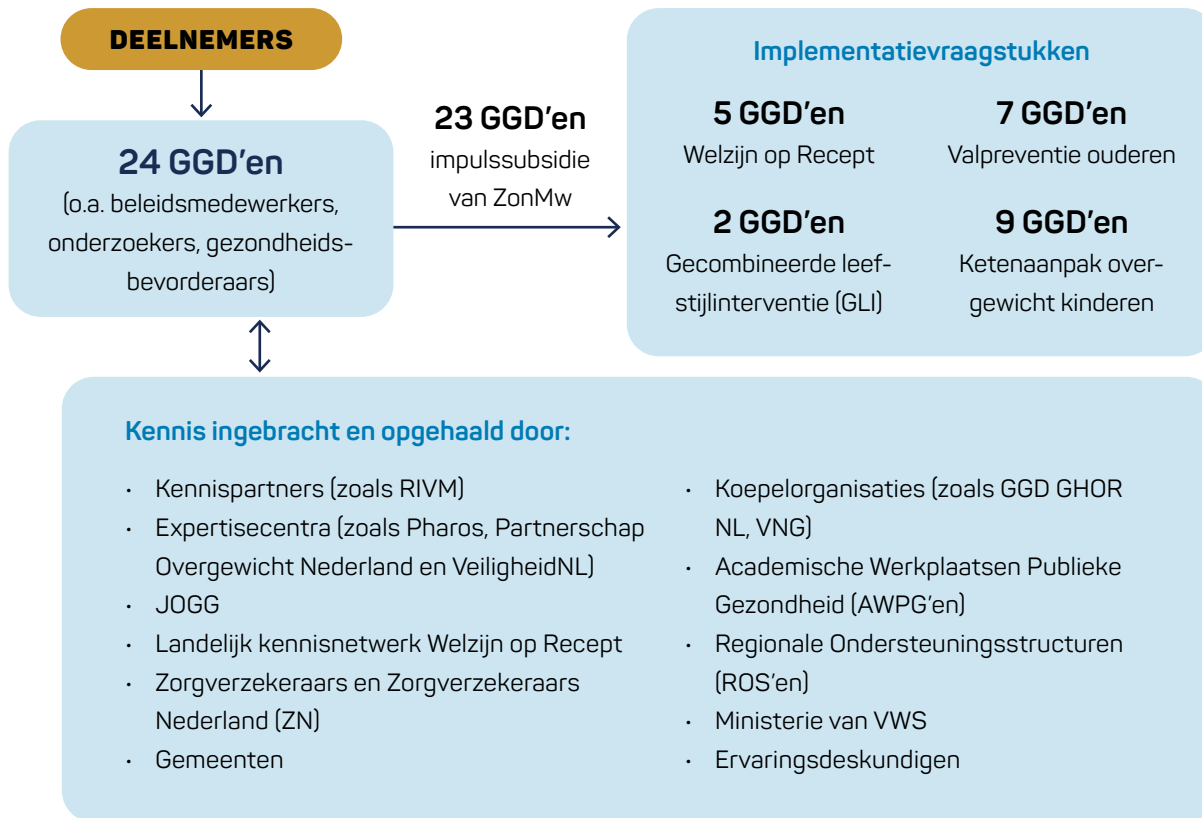 DEELNEMERS
24 GGD'en
(o.a. beleidsmedewerkers,
onderzoekers, gezondheids-
bevorderaars)
23 GGD'en
impulssubsidie
van ZonMw
Implementatievraagstukken
5 GGD'en
Welzijn op Recept
7 GGD'en
Valpreventie ouderen
2 GGD'en
Gecombineerde leef-
stijlinterventie (GLI)
9 GGD'en
Ketenaanpak over-
gewicht kinderen
Kennis ingebracht en opgehaald door:
· Kennispartners (zoals RIVM)
· Expertisecentra (zoals Pharos, Partnerschap
Overgewicht Nederland en VeiligheidNL)
· JOGG
· Landelijk kennisnetwerk Welzijn op Recept
· Zorgverzekeraars en Zorgverzekeraars
Nederland (ZN)
· Gemeenten
· Koepelorganisaties (zoals GGD GHOR
NL, VNG)
· Academische Werkplaatsen Publieke
Gezondheid (AWPG'en)
· Regionale Ondersteuningsstructuren
(ROS'en)
· Ministerie van VWS
· Ervaringsdeskundigen